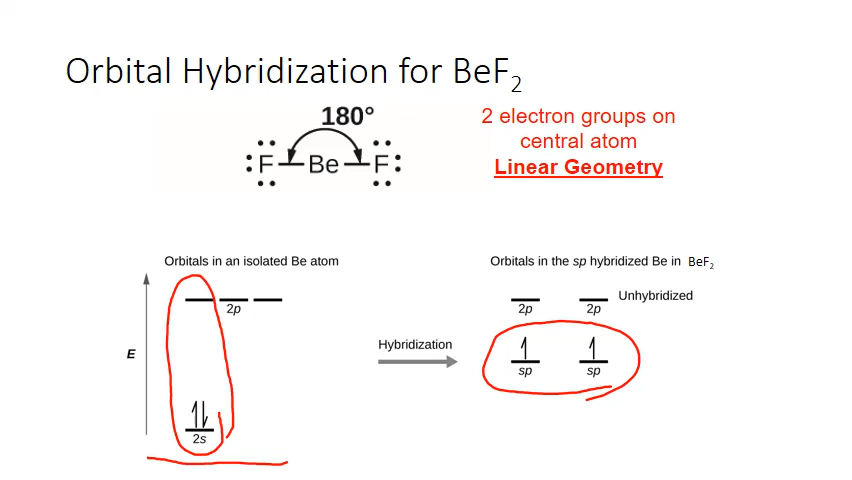 Orbital Hybridization for BeF₂
180°
2 electron groups on
central atom
Linear Geometry
:F—Be—F:
Orbitals in an isolated Be atom
Orbitals in the sp hybridized Be in BeF₂
2p
2p
2p
Unhybridized
E
Hybridization
sp
sp
2s